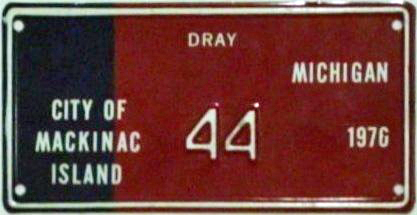 DRAY
MICHIGAN
CITY OF
MACKINAC
ISLAND
44
1976